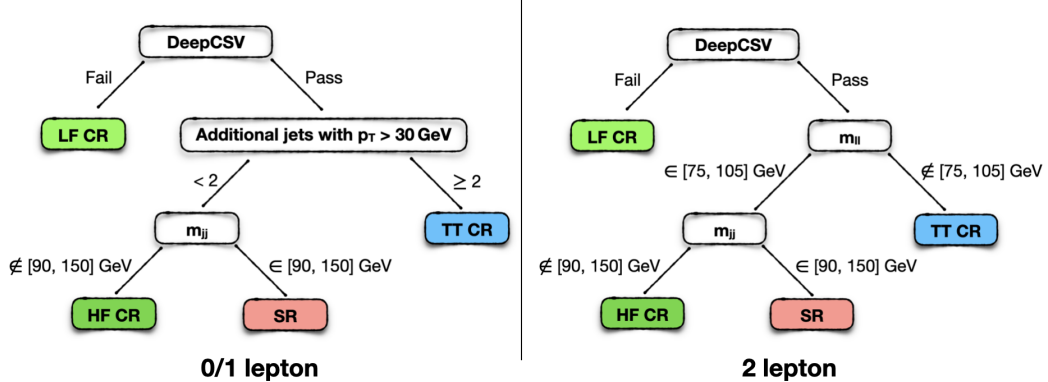 DeepCSV
Fail
Pass
LF CR
Additional jets with pT > 30 GeV
< 2
≥ 2
mjj
TT CR
∉ [90, 150] GeV
∈ [90, 150] GeV
HF CR
SR
0/1 lepton
DeepCSV
Fail
Pass
LF CR
mll
∈ [75, 105] GeV
∉ [75, 105] GeV
mjj
TT CR
∉ [90, 150] GeV
∈ [90, 150] GeV
HF CR
SR
2 lepton